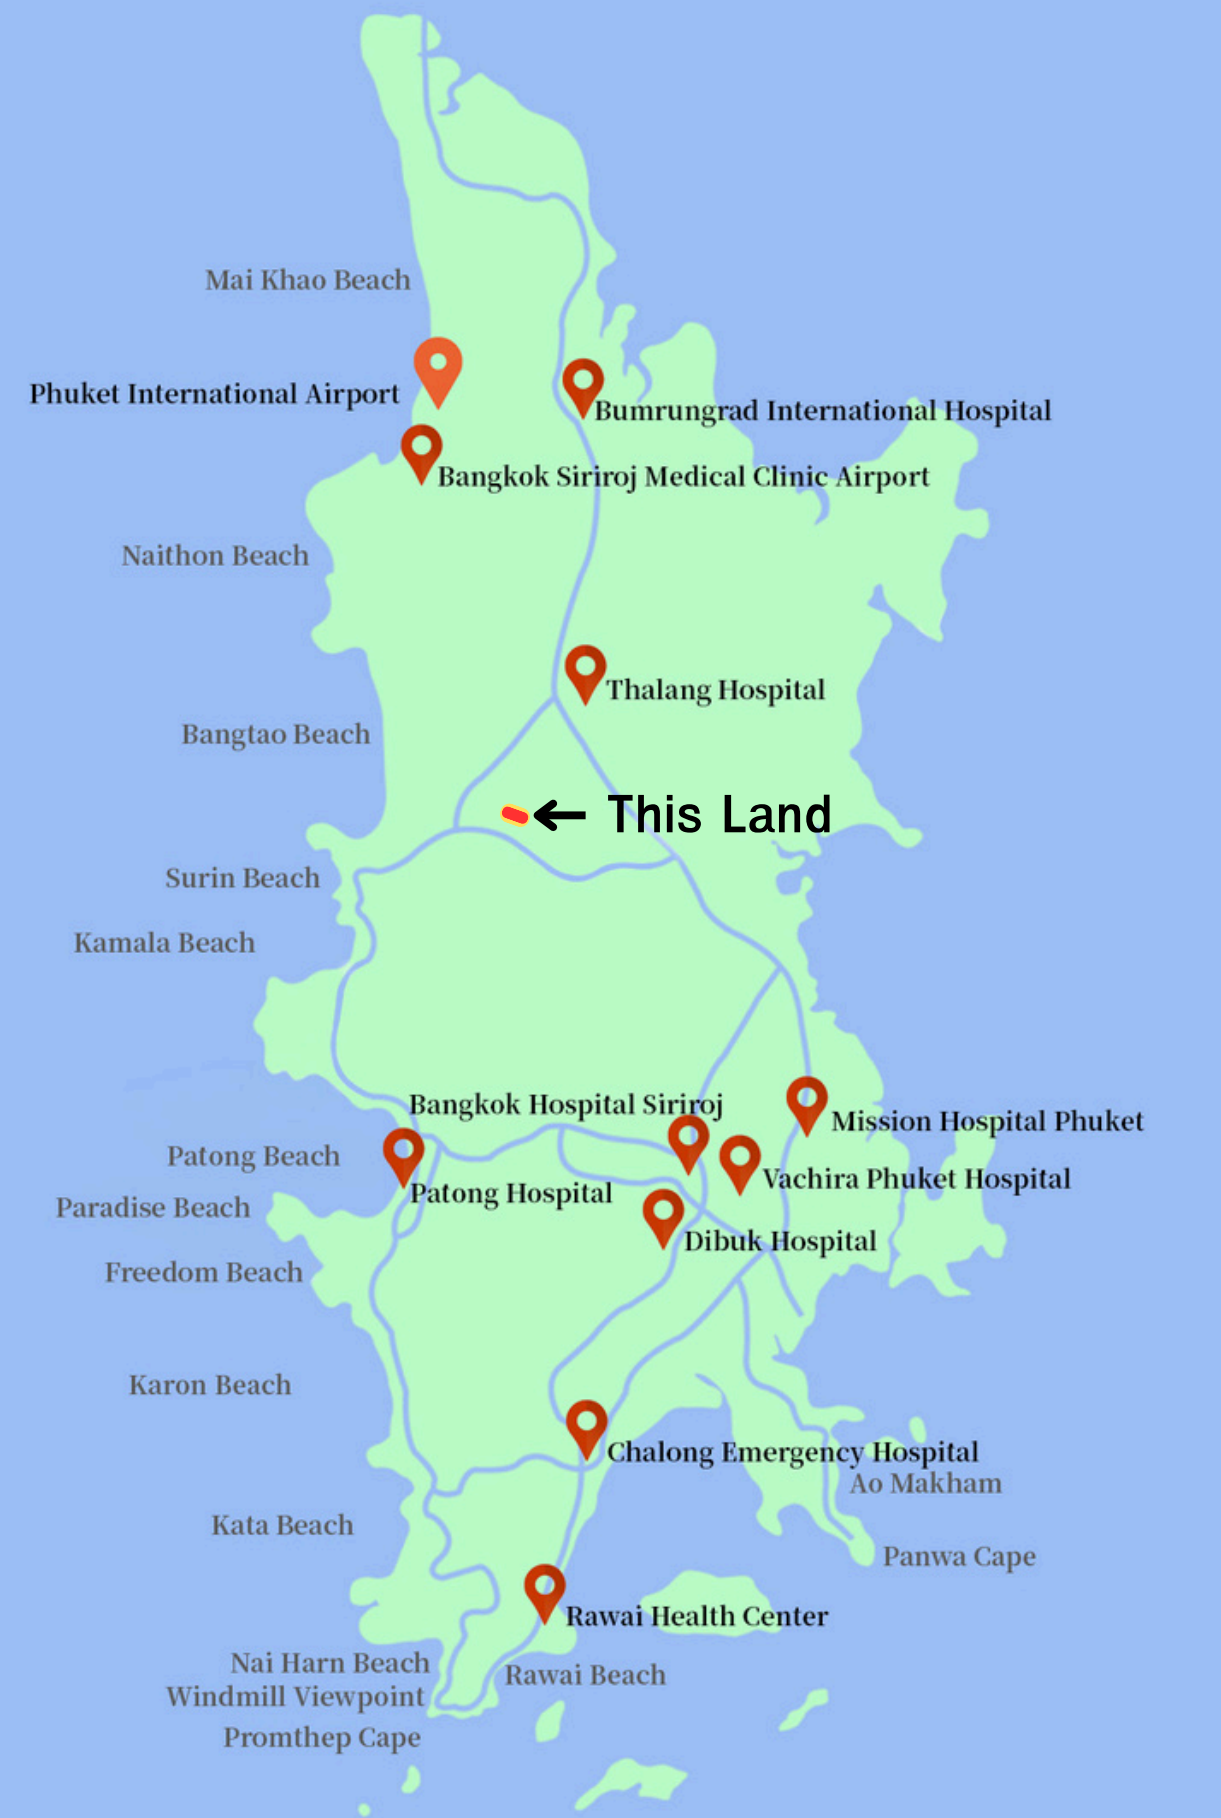 Mai Khao Beach
Phuket International Airport
Bumrungrad International Hospital
Bangkok Siriroj Medical Clinic Airport
Naithon Beach
Thalang Hospital
Bangtao Beach
This Land
Surin Beach
Kamala Beach
Bangkok Hospital Siriroj
Mission Hospital Phuket
Patong Beach
Vachira Phuket Hospital
Patong Hospital
Paradise Beach
Dibuk Hospital
Freedom Beach
Karon Beach
Chalong Emergency Hospital
Ao Makham
Kata Beach
Panwa Cape
Rawai Health Center
Nai Harn Beach
Rawai Beach
Windmill Viewpoint
Promthep Cape